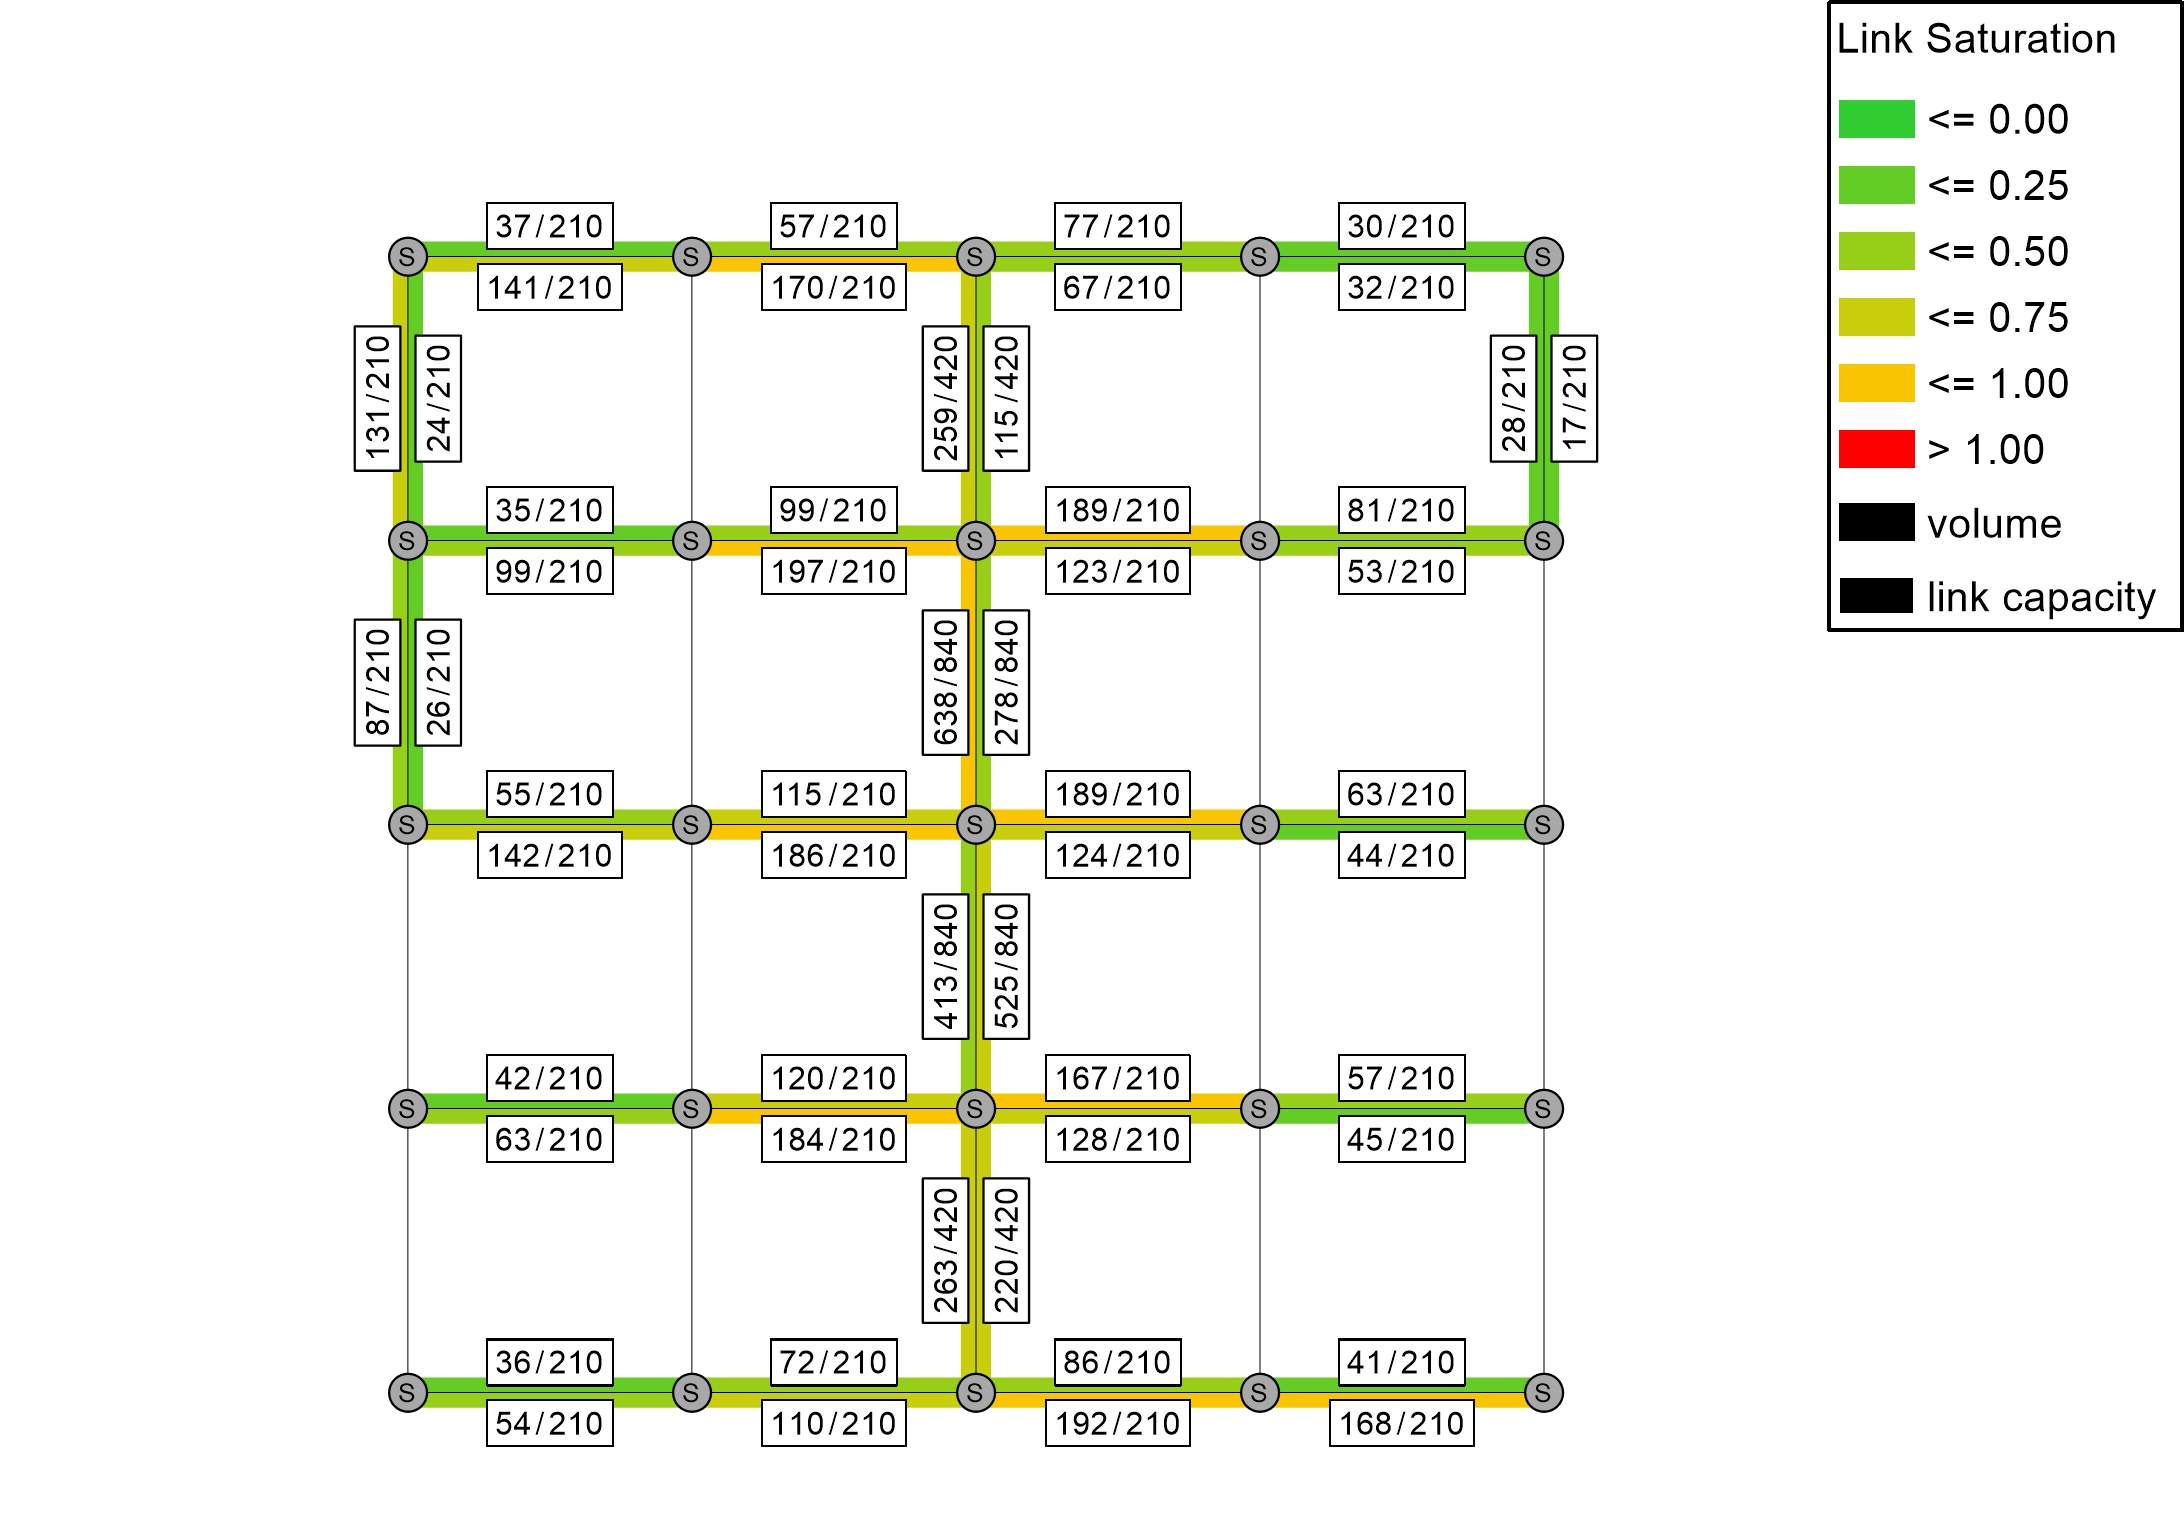 Link Saturation
<= 0.00
<= 0.25
<= 0.50
<= 0.75
<= 1.00
> 1.00
volume
link capacity
37/210
57/210
77/210
30/210
S
S
S
S
S
141/210
170/210
67/210
32/210
131/210
24/210
259/420
115/420
28/210
17/210
35/210
99/210
189/210
81/210
S
S
S
S
S
99/210
197/210
123/210
53/210
87/210
26/210
638/840
278/840
55/210
115/210
189/210
63/210
S
S
S
S
S
142/210
186/210
124/210
44/210
413/840
525/840
42/210
120/210
167/210
57/210
S
S
S
S
S
63/210
184/210
128/210
45/210
263/420
220/420
36/210
72/210
86/210
41/210
S
S
S
S
S
54/210
110/210
192/210
168/210